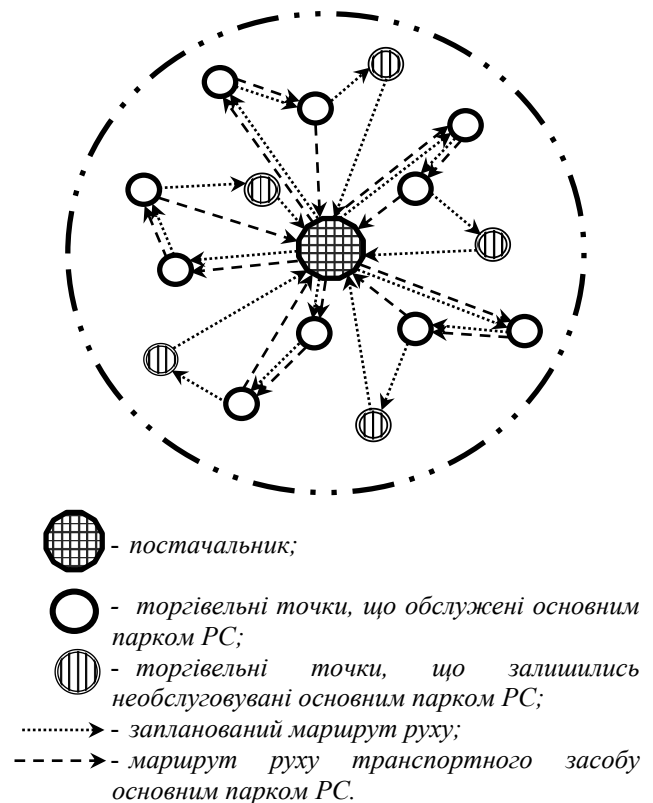 - постачальник;
- торгівельні точки, що обслужені основним
парком РС;
- торгівельні точки, що залишились
необслуговувані основним парком РС;
- запланований маршрут руху;
- маршрут руху транспортного засобу
основним парком РС.